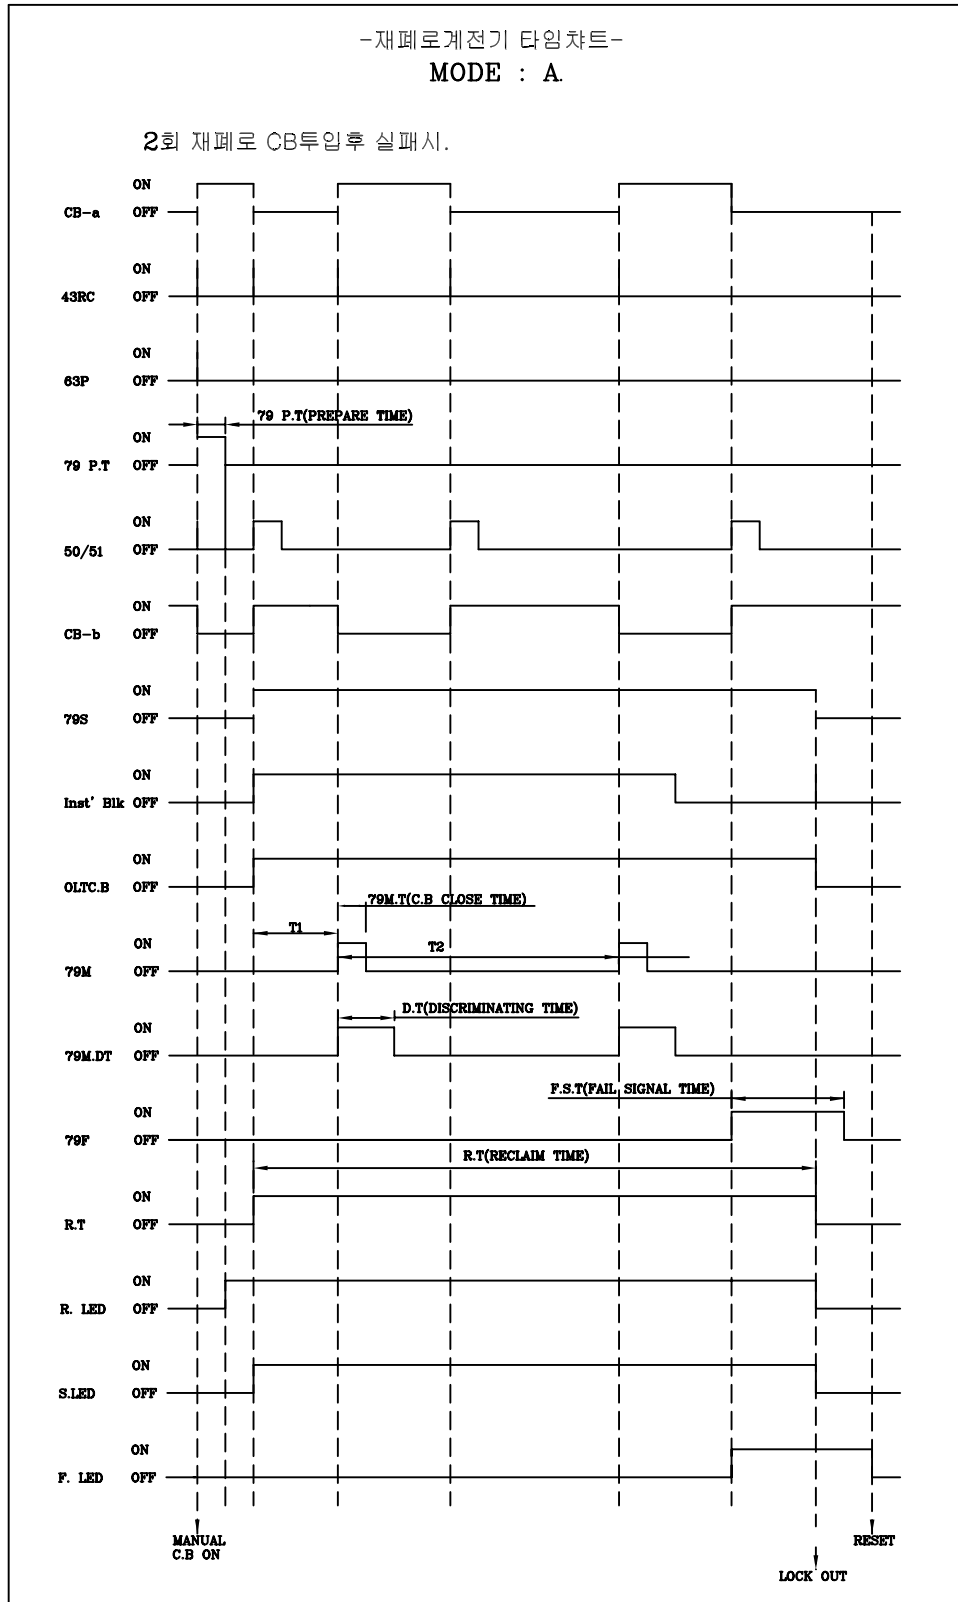 -재폐로계전기 타임챠트-
MODE : A.
2회 재폐로 CB투입후 실패시.
ON
CB-a OFF
ON
43RC OFF
ON
63P OFF
79 P.T(PREPARE TIME)
ON
79 P.T OFF
ON
50/51 OFF
ON
CB-b OFF
ON
79S OFF
ON
Inst' Blk OFF
ON
OLTC.B OFF
79M.T(C.B CLOSE TIME)
T1
ON
T2
79M OFF
D.T(DISCRIMINATING TIME)
ON
79M.DT OFF
F.S.T(FAIL SIGNAL TIME)
ON
79F OFF
R.T(RECLAIM TIME)
ON
R.T OFF
ON
R. LED OFF
ON
S.LED OFF
ON
F. LED OFF
MANUAL
C.B ON
RESET
LOCK OUT